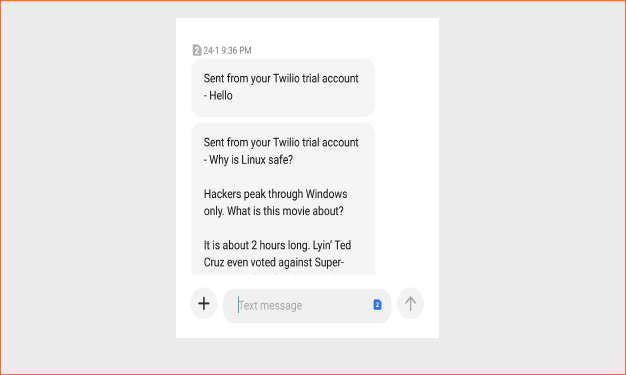 2 24-1 9:36 PM
Sent from your Twilio trial account
- Hello
Sent from your Twilio trial account
- Why is Linux safe?
Hackers peak through Windows
only. What is this movie about?
It is about 2 hours long. Lyin’ Ted
Cruz even voted against Super-
Text message
2